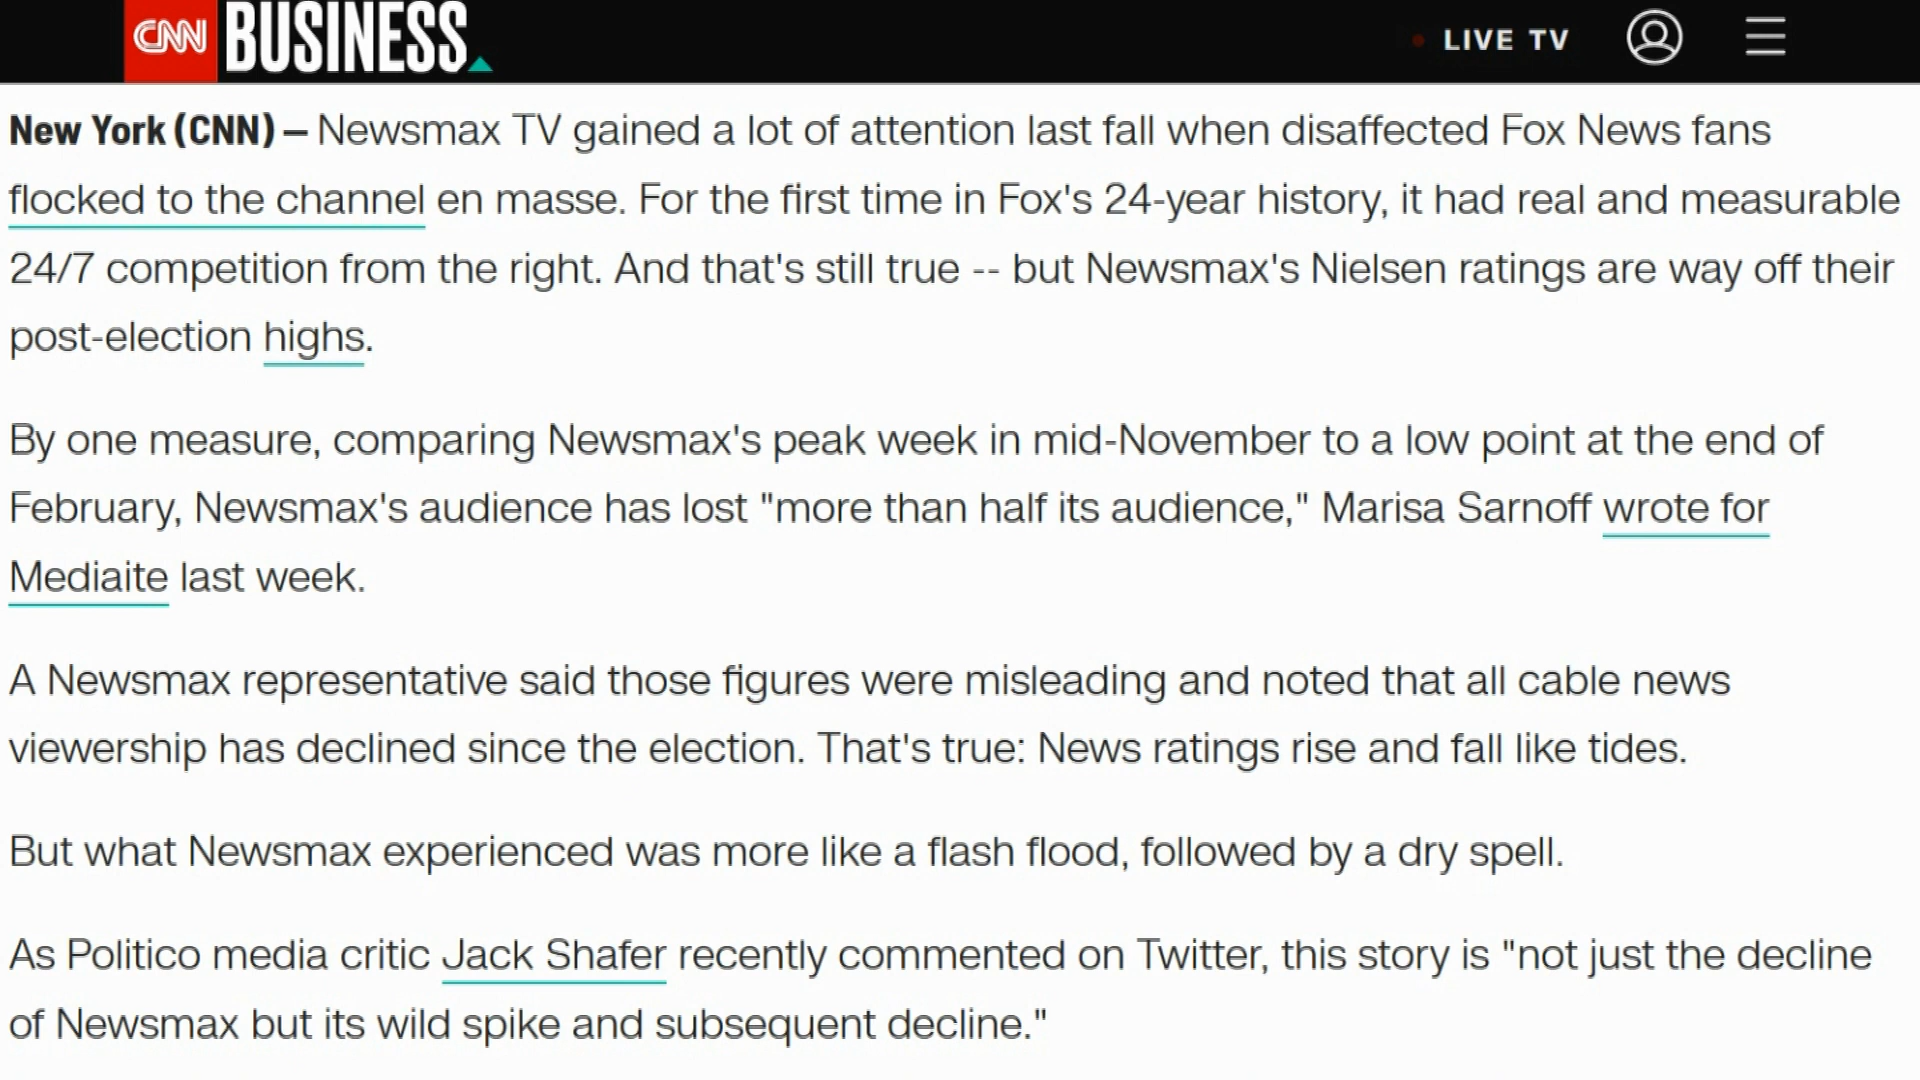 CNN BUSINESS
LIVE TV
New York (CNN) — Newsmax TV gained a lot of attention last fall when disaffected Fox News fans
flocked to the channel en masse. For the first time in Fox's 24-year history, it had real and measurable
24/7 competition from the right. And that's still true -- but Newsmax's Nielsen ratings are way off their
post-election highs.
By one measure, comparing Newsmax's peak week in mid-November to a low point at the end of
February, Newsmax's audience has lost "more than half its audience," Marisa Sarnoff wrote for
Mediaite last week.
A Newsmax representative said those figures were misleading and noted that all cable news
viewership has declined since the election. That's true: News ratings rise and fall like tides.
But what Newsmax experienced was more like a flash flood, followed by a dry spell.
As Politico media critic Jack Shafer recently commented on Twitter, this story is "not just the decline
of Newsmax but its wild spike and subsequent decline."